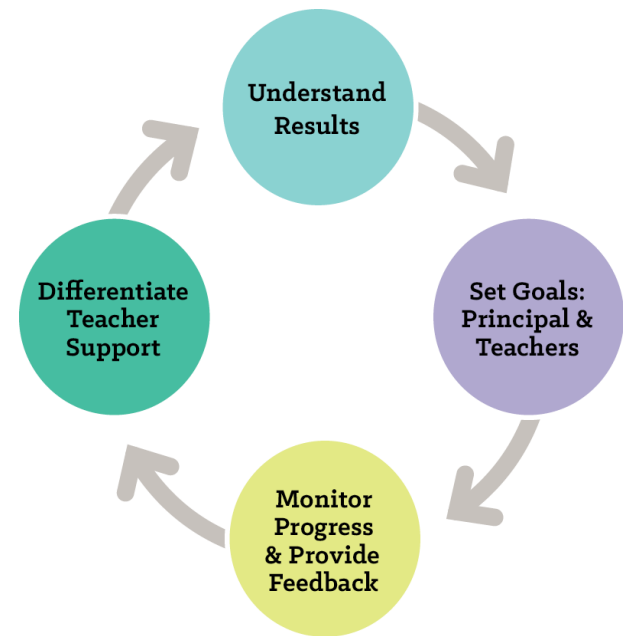 Understand
Results
Set Goals:
Principal &
Teachers
Monitor
Progress
& Provide
Feedback
Differentiate
Teacher
Support